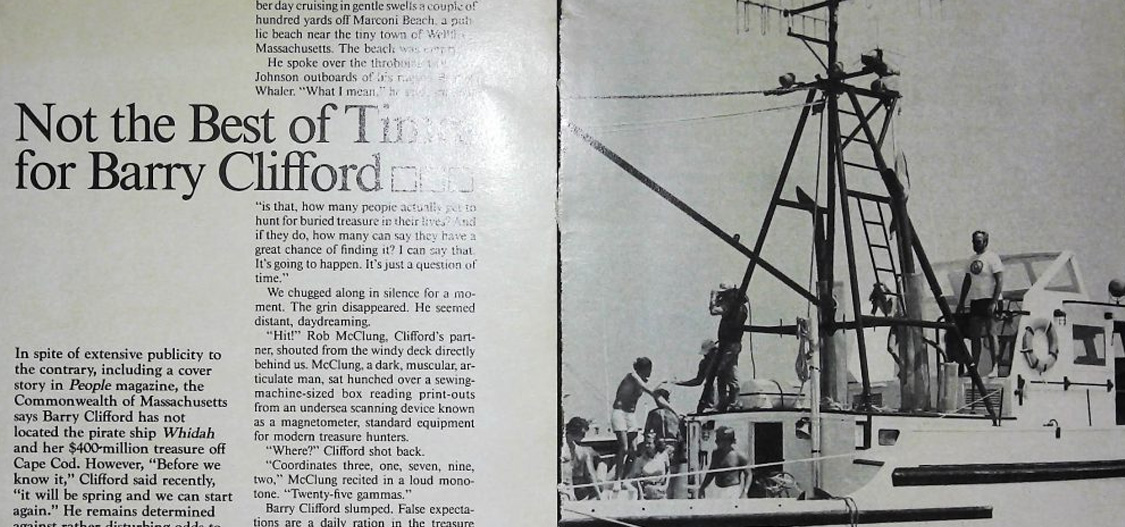 ber day cruising in gentle swells a couple of
hundred yards off Marconi Beach, a pub-
lic beach near the tiny town of
Massachusetts. The beach was empty.
He spoke over the throbbing
Johnson outboards of his
Whaler. "What I mean," he
Not the Best of Times
for Barry Clifford
"is that, how many people actually get to
hunt for buried treasure in their lives? And
if they do, how many can say they have a
great chance of finding it? I can say that.
It's going to happen. It's just a question of
time."
We chugged along in silence for a mo-
ment. The grin disappeared. He seemed
distant, daydreaming.
"Hit!" Rob McClung, Clifford's part-
ner, shouted from the windy deck directly
behind us. McClung, a dark, muscular, ar-
ticulate man, sat hunched over a sewing-
machine-sized box reading print-outs
from an undersea scanning device known
as a magnetometer, standard equipment
for modern treasure hunters.
"Where?" Clifford shot back.
"Coordinates three, one, seven, nine,
two," McClung recited in a loud mono-
tone. "Twenty-five gammas."
Barry Clifford slumped. False expecta-
tions are a daily ration in the treasure
In spite of extensive publicity to
the contrary, including a cover
story in People magazine, the
Commonwealth of Massachusetts
says Barry Clifford has not
located the pirate ship Whidah
and her $400-million treasure off
Cape Cod. However, "Before we
know it," Clifford said recently,
"it will be spring and we can start
again." He remains determined
against rather disturbing odds to